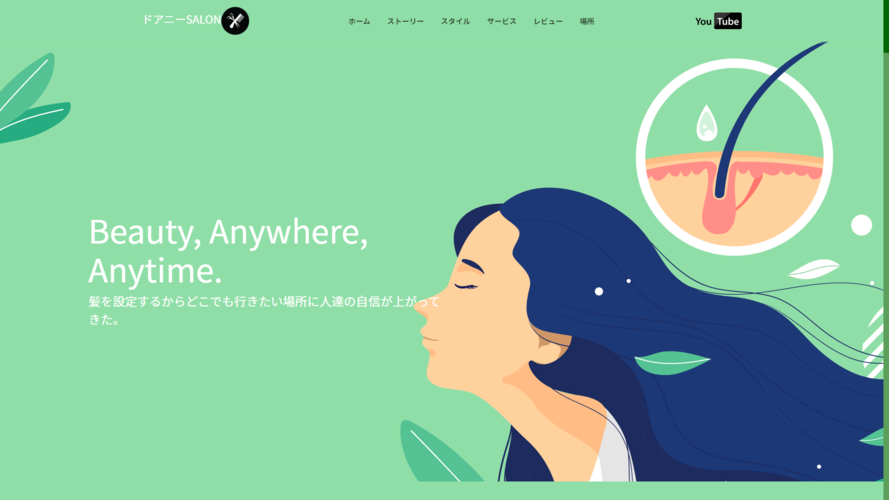 ドアニーSALON
ホーム ストーリー スタイル サービス レビュー 場所
You Tube
Beauty, Anywhere,
Anytime.
髪を設定するからどこでも行きたい場所に人達の自信が上がって
きた。